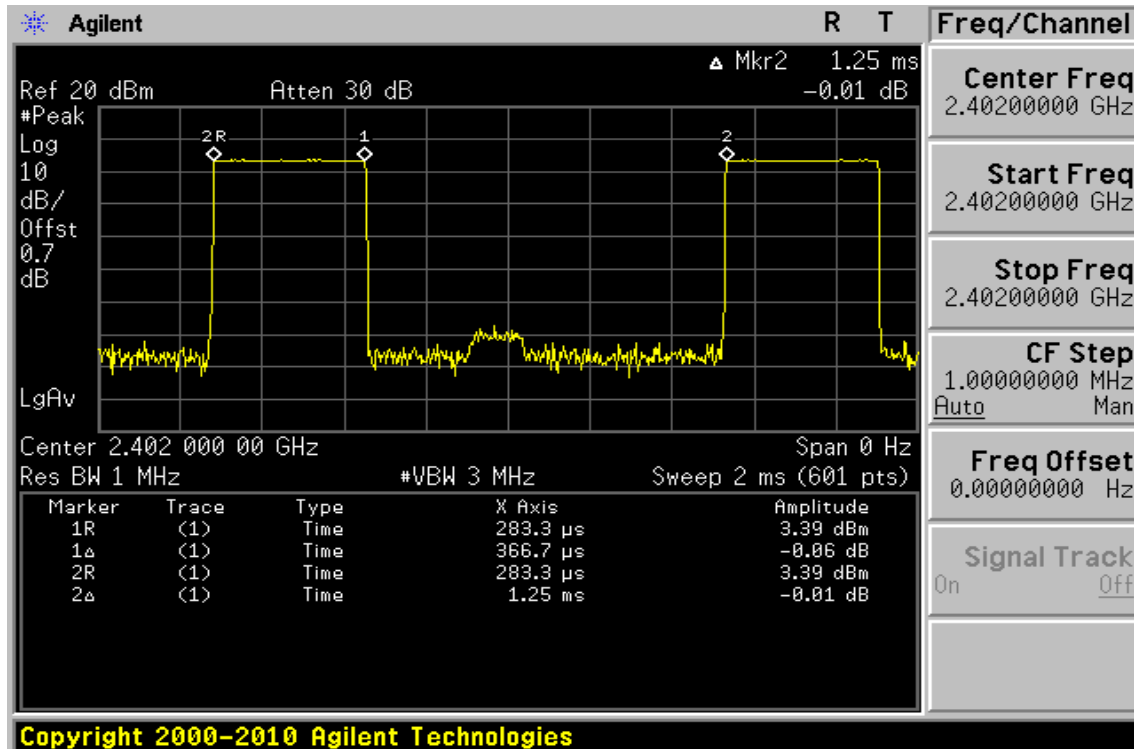 Agilent R T
△ Mkr2 1.25 ms
Ref 20 dBm Atten 30 dB -0.01 dB
#Peak
Log
10
dB/
Offst
0.7
dB
LgAv
2R 1 2
Center 2.402 000 00 GHz Span 0 Hz
Res BW 1 MHz #VBW 3 MHz Sweep 2 ms (601 pts)
Marker Trace Type X Axis Amplitude
1R (1) Time 283.3 µs 3.39 dBm
1△ (1) Time 366.7 µs -0.06 dB
2R (1) Time 283.3 µs 3.39 dBm
2△ (1) Time 1.25 ms -0.01 dB
Copyright 2000-2010 Agilent Technologies
Freq/Channel
Center Freq
2.40200000 GHz
Start Freq
2.40200000 GHz
Stop Freq
2.40200000 GHz
CF Step
1.00000000 MHz
Auto Man
Freq Offset
0.00000000 Hz
Signal Track
On Off